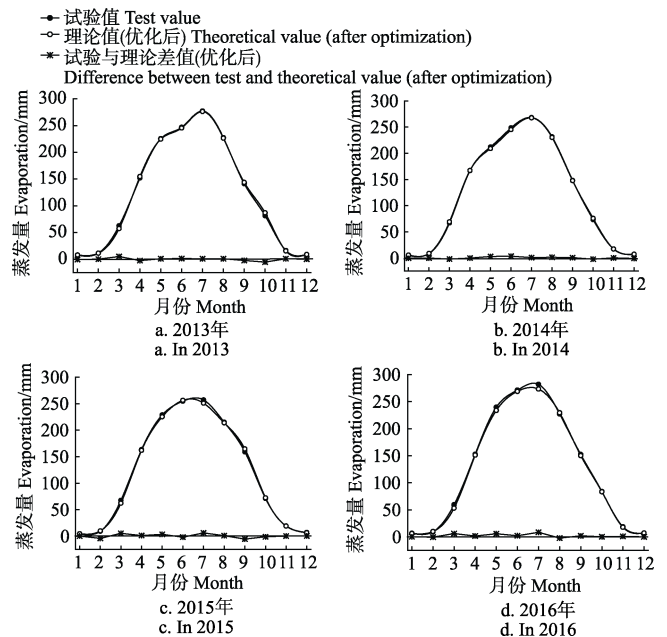 试验值 Test value
理论值(优化后) Theoretical value (after optimization)
试验与理论差值(优化后)
Difference between test and theoretical value (after optimization)
蒸发量 Evaporation/mm
300
250
200
150
100
50
0
1 2 3 4 5 6 7 8 9 10 11 12
月份 Month
a. 2013年
a. In 2013
蒸发量 Evaporation/mm
300
250
200
150
100
50
0
1 2 3 4 5 6 7 8 9 10 11 12
月份 Month
b. 2014年
b. In 2014
蒸发量 Evaporation/mm
300
250
200
150
100
50
0
1 2 3 4 5 6 7 8 9 10 11 12
月份 Month
c. 2015年
c. In 2015
蒸发量 Evaporation/mm
300
250
200
150
100
50
0
1 2 3 4 5 6 7 8 9 10 11 12
月份 Month
d. 2016年
d. In 2016